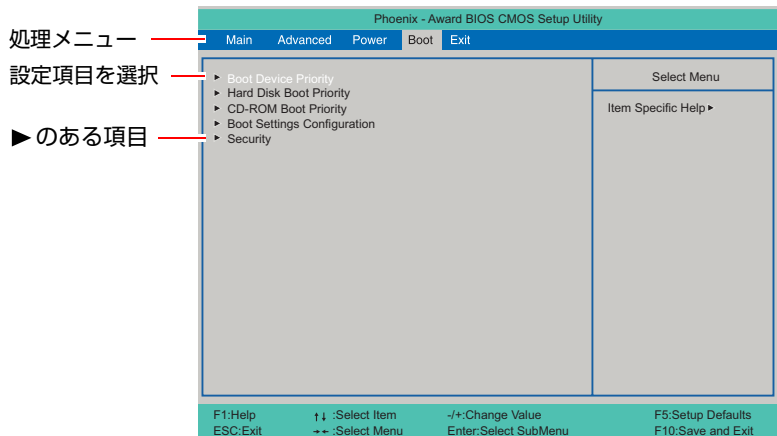 Phoenix - Award BIOS CMOS Setup Utility
処理メニュー
Main Advanced Power Boot Exit
設定項目を選択
▶のある項目
▶ Boot Device Priority
▶ Hard Disk Boot Priority
▶ CD-ROM Boot Priority
▶ Boot Settings Configuration
▶ Security
Select Menu
Item Specific Help▶
F1:Help ↑↓ :Select Item -/+:Change Value F5:Setup Defaults
ESC:Exit →← :Select Menu Enter:Select SubMenu F10:Save and Exit